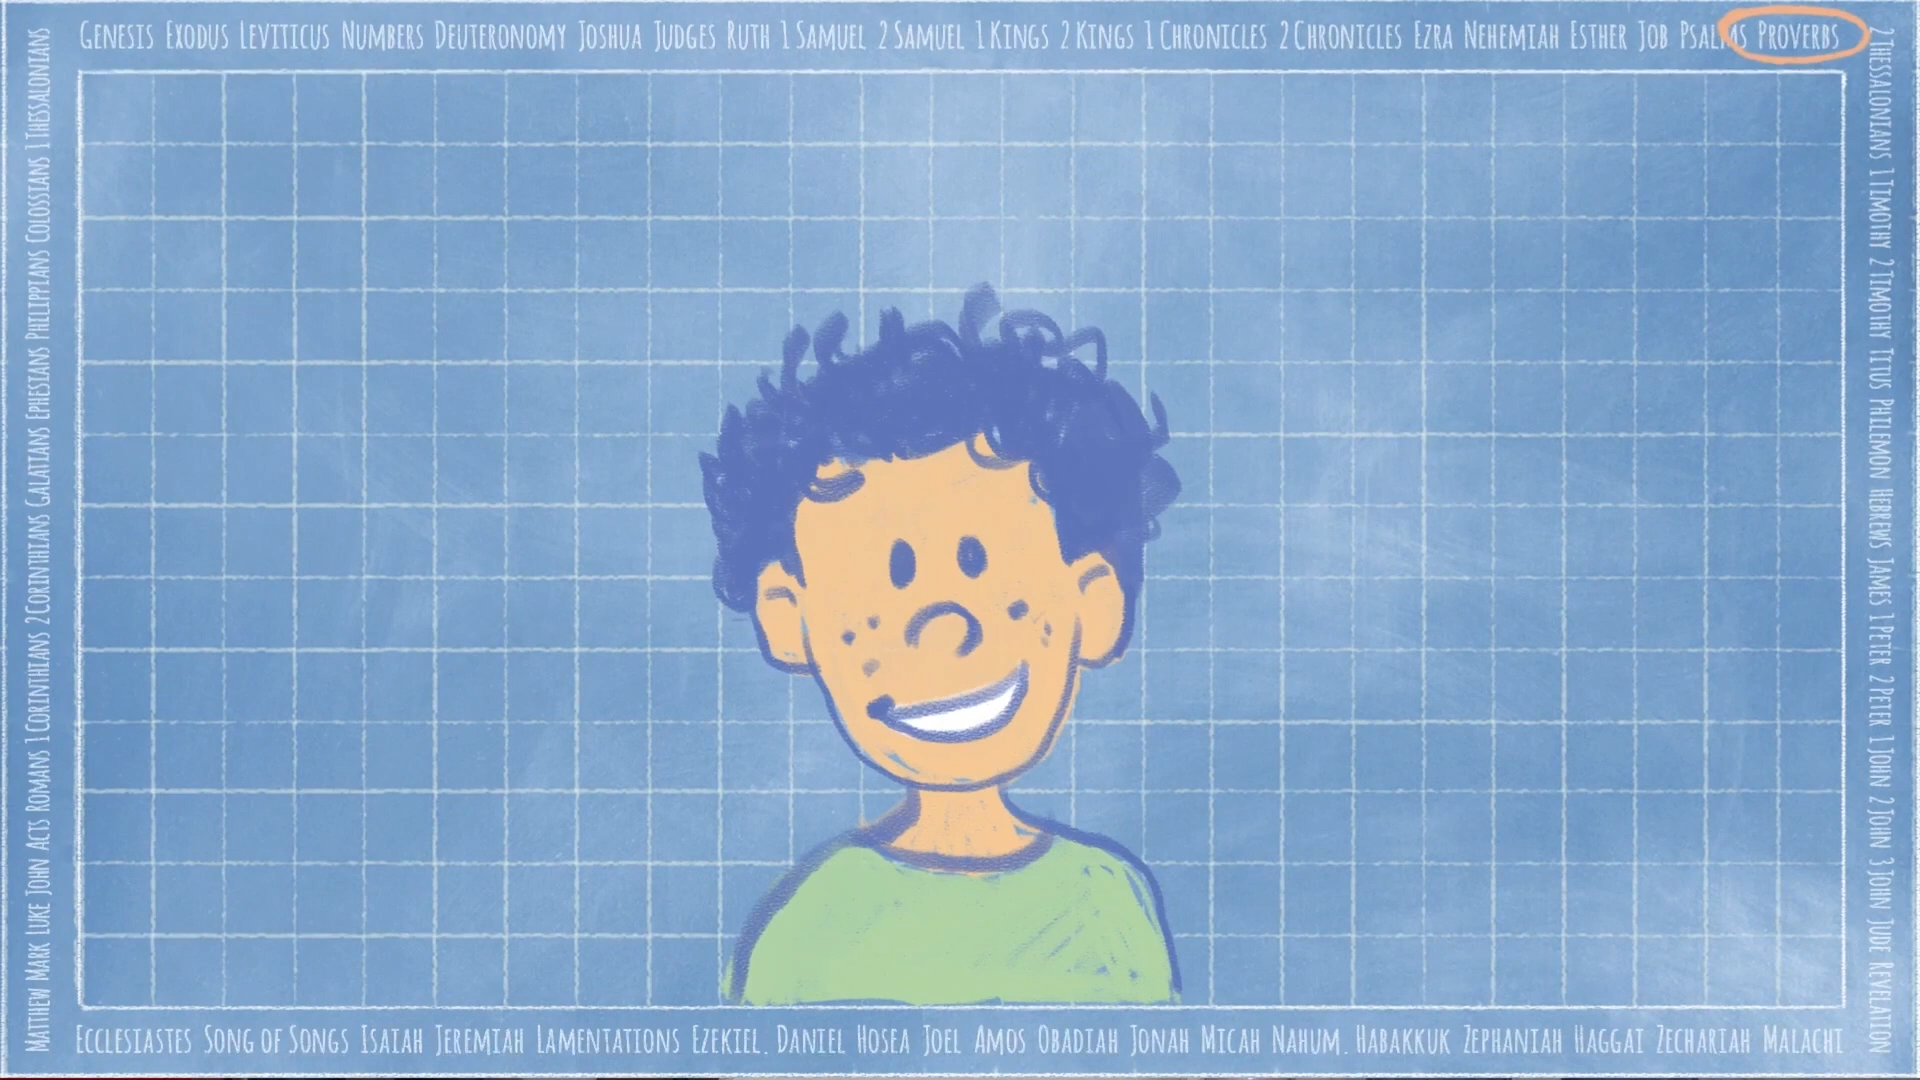 GENESIS EXODUS LEVITICUS NUMBERS DEUTERONOMY JOSHUA JUDGES RUTH 1 SAMUEL 2 SAMUEL 1 KINGS 2 KINGS 1 CHRONICLES 2 CHRONICLES EZRA NEHEMIAH ESTHER JOB PSALMS PROVERBS
ECCLESIASTES SONG OF SONGS ISAIAH JEREMIAH LAMENTATIONS EZEKIEL. DANIEL HOSEA JOEL AMOS OBADIAH JONAH MICAH NAHUM. HABAKKUK ZEPHANIAH HAGGAI ZECHARIAH MALACHI
MATTHEW MARK LUKE JOHN ACTS ROMANS 1 CORINTHIANS 2 CORINTHIANS GALATIANS EPHESIANS PHILIPPIANS COLOSSIANS 1 THESSALONIANS
2 THESSALONIANS 1 TIMOTHY 2 TIMOTHY TITUS PHILEMON HEBREWS JAMES 1 PETER 2 PETER 1 JOHN 2 JOHN 3 JOHN JUDE REVELATION